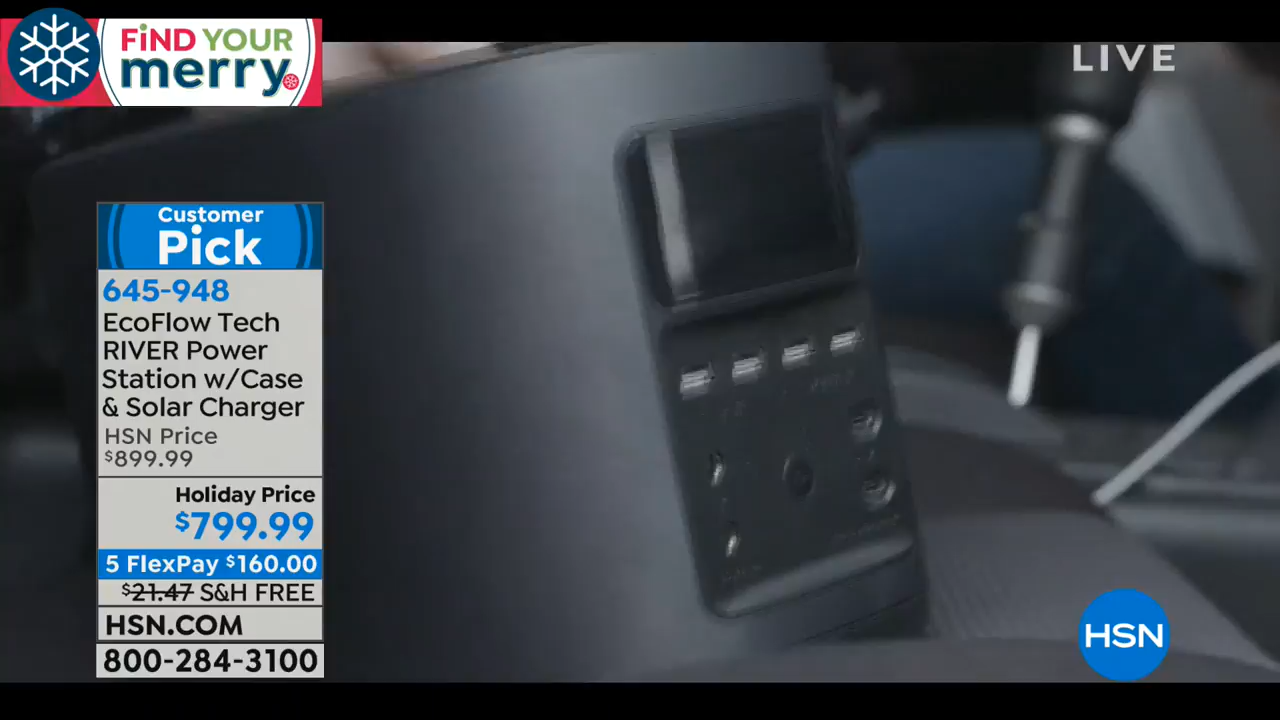 FiND YOUR
merry.
LIVE
Customer
Pick
645-948
EcoFlow Tech
RIVER Power
Station w/Case
& Solar Charger
HSN Price
$899.99
Holiday Price
$799.99
5 FlexPay $160.00
$21.47 S&H FREE
HSN.COM
800-284-3100
HSN